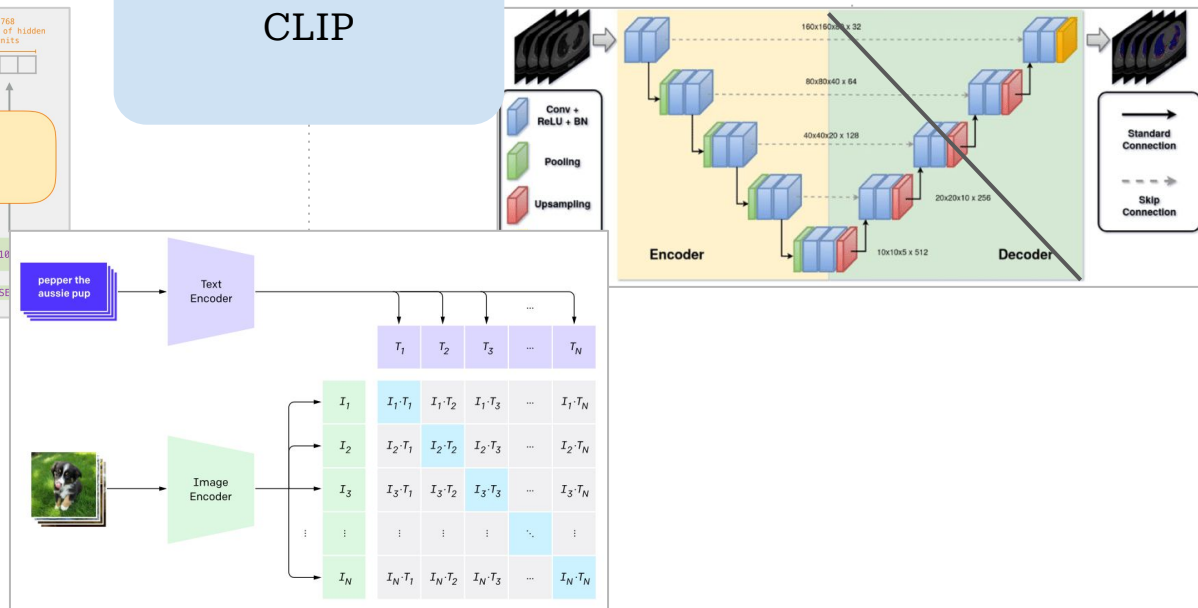 768
of hidden
nits
CLIP
10
SE
Conv +
ReLU + BN
Pooling
Upsampling
160x160x80 x 32
80x80x40 x 64
40x40x20 x 128
20x20x10 x 256
10x10x5 x 512
Encoder
Decoder
Standard
Connection
Skip
Connection
pepper the
aussie pup
Text
Encoder
...
T1 T2 T3 ... TN
Image
Encoder
I1 I1·T1 I1·T2 I1·T3 ... I1·TN
I2 I2·T1 I2·T2 I2·T3 ... I2·TN
I3 I3·T1 I3·T2 I3·T3 ... I3·TN
⋮ ⋮ ⋮ ⋮ ⋮ ⋱ ⋮
IN IN·T1 IN·T2 IN·T3 ... IN·TN